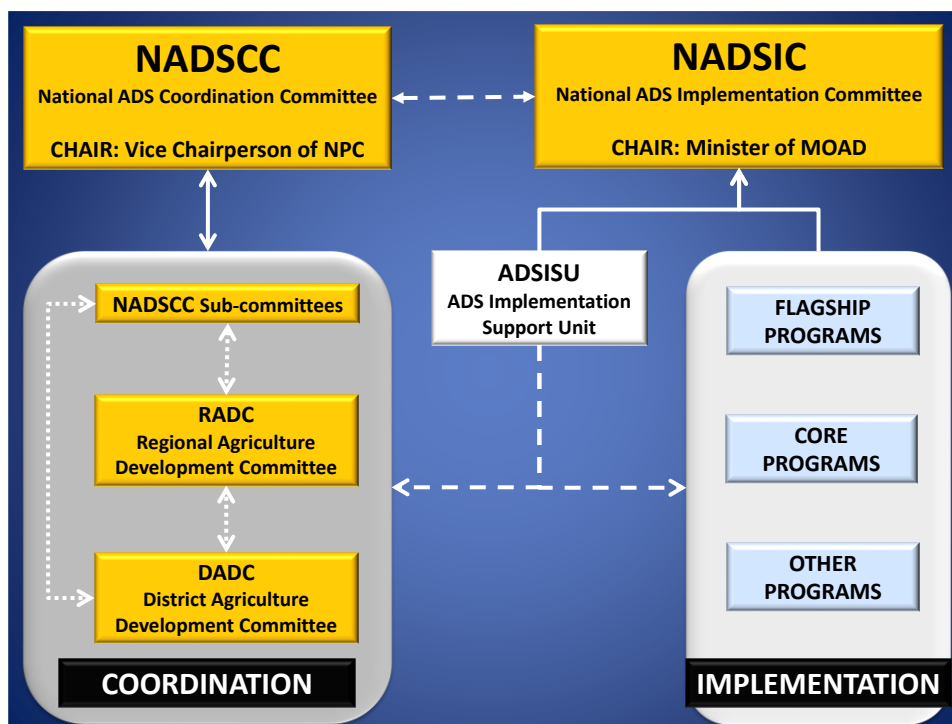 NADSCC
National ADS Coordination Committee
CHAIR: Vice Chairperson of NPC
NADSIC
National ADS Implementation Committee
CHAIR: Minister of MOAD
NADSCC Sub-committees
RADC
Regional Agriculture
Development Committee
DADC
District Agriculture
Development Committee
COORDINATION
ADSISU
ADS Implementation
Support Unit
FLAGSHIP
PROGRAMS
CORE
PROGRAMS
OTHER
PROGRAMS
IMPLEMENTATION